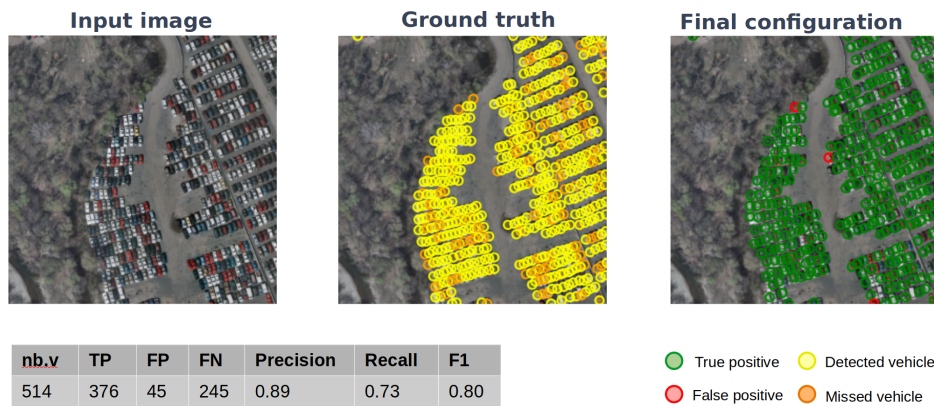 Input image Ground truth Final configuration
nb.v TP FP FN Precision Recall F1
514 376 45 245 0.89 0.73 0.80
True positive Detected vehicle
False positive Missed vehicle